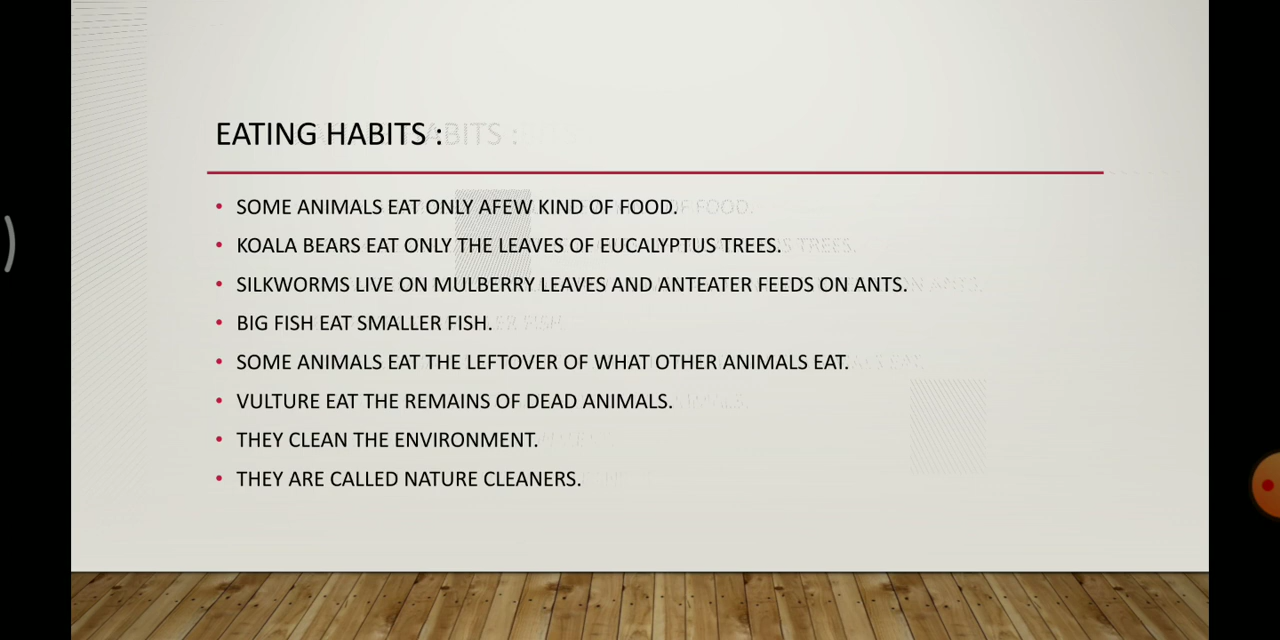 EATING HABITS :
• SOME ANIMALS EAT ONLY AFEW KIND OF FOOD.
• KOALA BEARS EAT ONLY THE LEAVES OF EUCALYPTUS TREES.
• SILKWORMS LIVE ON MULBERRY LEAVES AND ANTEATER FEEDS ON ANTS.
• BIG FISH EAT SMALLER FISH.
• SOME ANIMALS EAT THE LEFTOVER OF WHAT OTHER ANIMALS EAT.
• VULTURE EAT THE REMAINS OF DEAD ANIMALS.
• THEY CLEAN THE ENVIRONMENT.
• THEY ARE CALLED NATURE CLEANERS.